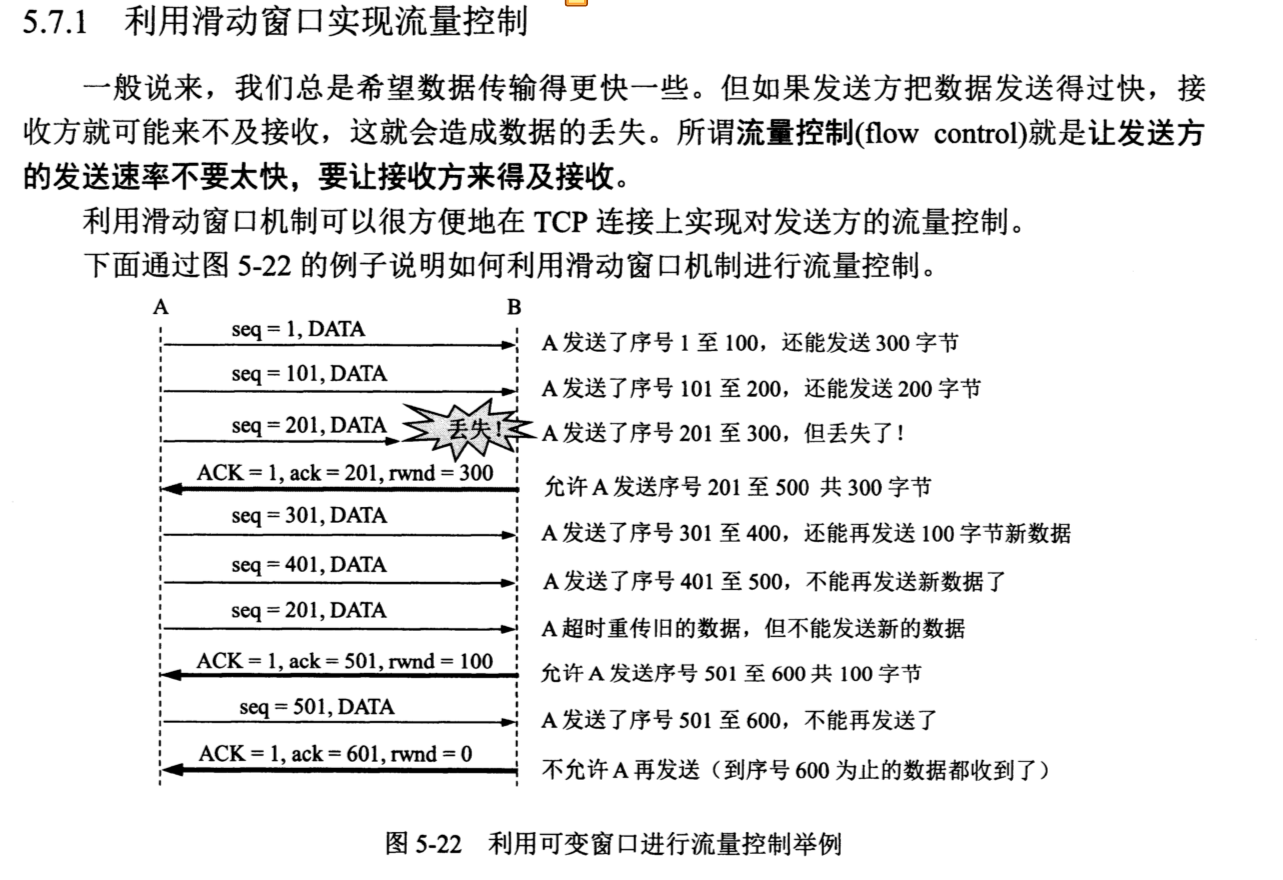 5.7.1 利用滑动窗口实现流量控制
一般说来，我们总是希望数据传输得更快一些。但如果发送方把数据发送得过快，接
收方就可能来不及接收，这就会造成数据的丢失。所谓流量控制(flow control)就是让发送方
的发送速率不要太快，要让接收方来得及接收。
利用滑动窗口机制可以很方便地在 TCP 连接上实现对发送方的流量控制。
下面通过图 5-22 的例子说明如何利用滑动窗口机制进行流量控制。
A B
seq = 1, DATA A 发送了序号 1 至 100，还能发送 300 字节
seq = 101, DATA A 发送了序号 101 至 200，还能发送 200 字节
seq = 201, DATA 丢失! A 发送了序号 201 至 300，但丢失了！
ACK = 1, ack = 201, rwnd = 300 允许 A 发送序号 201 至 500 共 300 字节
seq = 301, DATA A 发送了序号 301 至 400，还能再发送 100 字节新数据
seq = 401, DATA A 发送了序号 401 至 500，不能再发送新数据了
seq = 201, DATA A 超时重传旧的数据，但不能发送新的数据
ACK = 1, ack = 501, rwnd = 100 允许 A 发送序号 501 至 600 共 100 字节
seq = 501, DATA A 发送了序号 501 至 600，不能再发送了
ACK = 1, ack = 601, rwnd = 0 不允许 A 再发送（到序号 600 为止的数据都收到了）
图 5-22 利用可变窗口进行流量控制举例